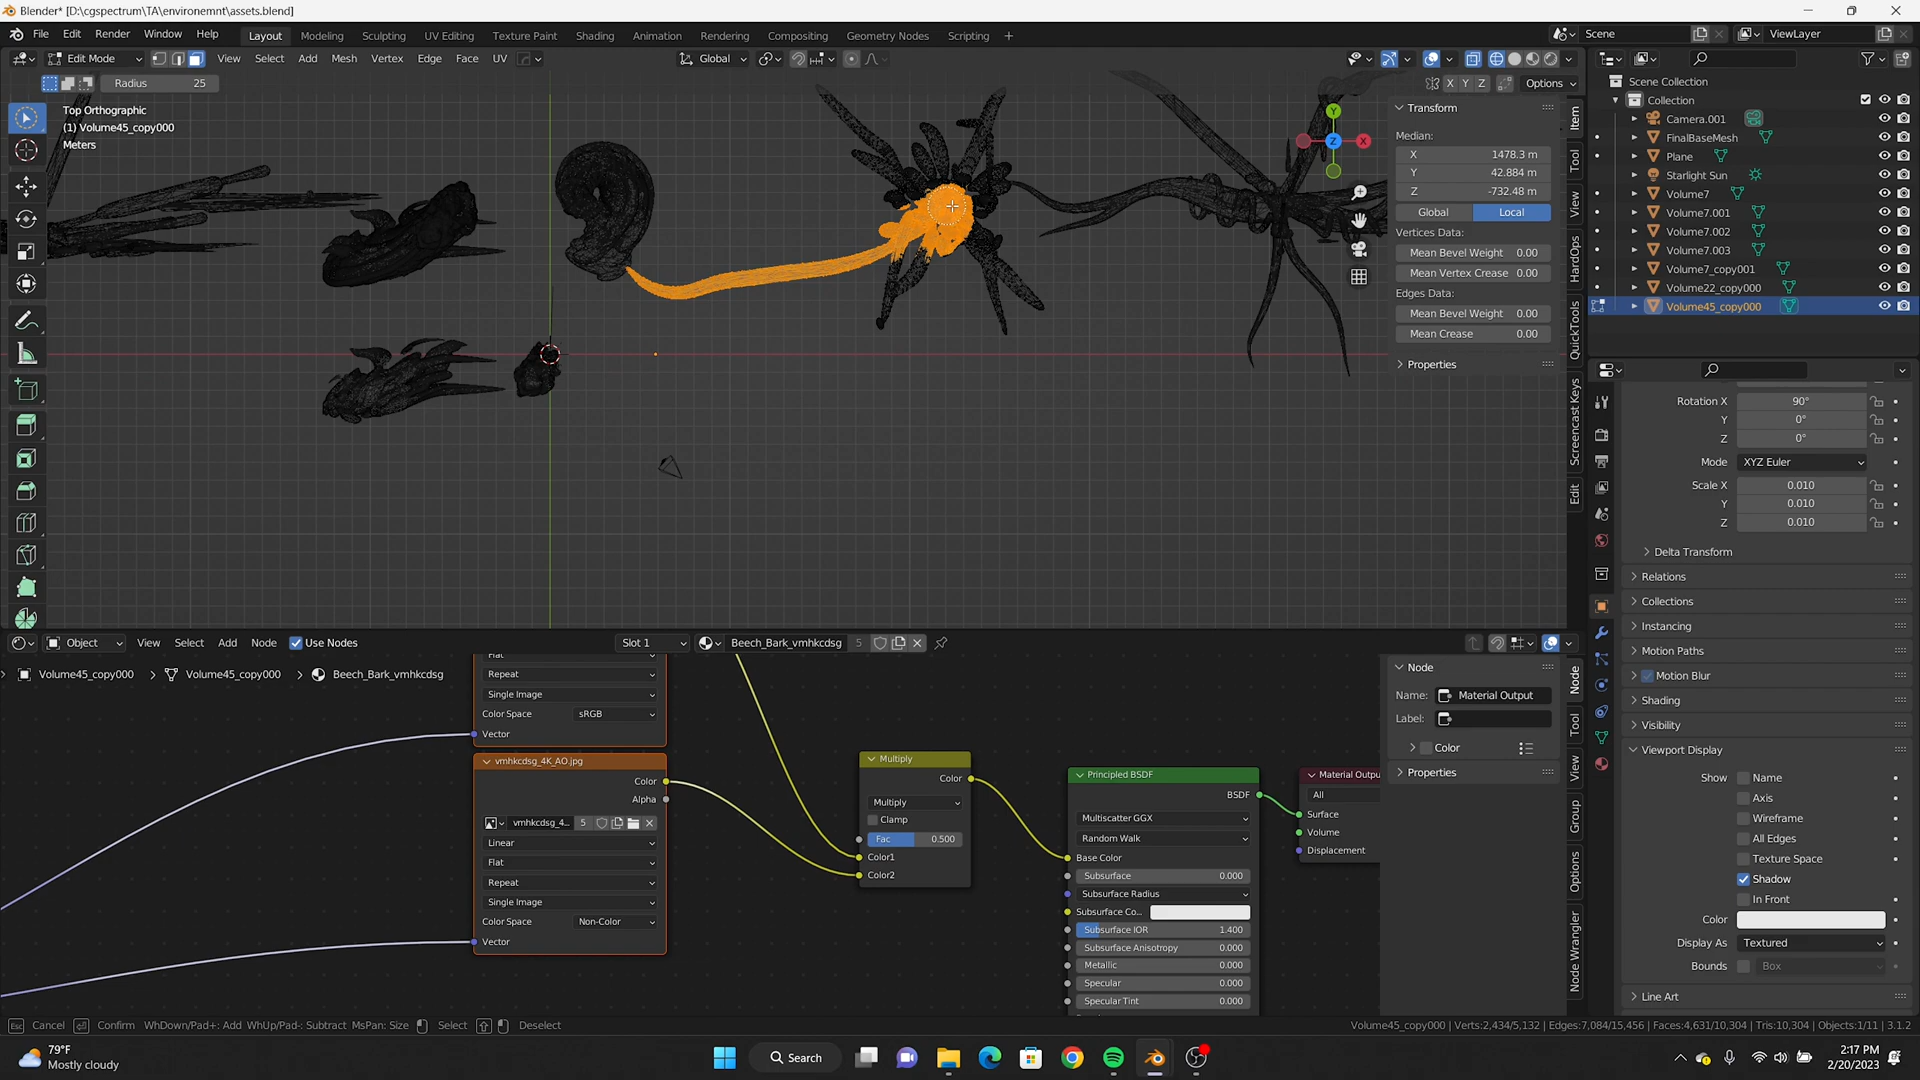 Blender* [D:\cgspectrum\TA\environemnt\assets.blend]
File Edit Render Window Help Layout Modeling Sculpting UV Editing Texture Paint Shading Animation Rendering Compositing Geometry Nodes Scripting + Scene ViewLayer
Edit Mode View Select Add Mesh Vertex Edge Face UV Global
Radius 25 X Y Z Options
Top Orthographic
(1) Volume45_copy000
Meters
Y
Z
X
Transform
Median:
X 1478.3 m
Y 42.884 m
Z -732.48 m
Global Local
Vertices Data:
Mean Bevel Weight 0.00
Mean Vertex Crease 0.00
Edges Data:
Mean Bevel Weight 0.00
Mean Crease 0.00
Properties
Item
Tool
View
HardOps
QuickTools
Screencast Keys
Edit
Scene Collection
Collection
Camera.001
FinalBaseMesh
Plane
Starlight Sun
Volume7
Volume7.001
Volume7.002
Volume7.003
Volume7_copy001
Volume22_copy000
Volume45_copy000
Rotation X 90°
Y 0°
Z 0°
Mode XYZ Euler
Scale X 0.010
Y 0.010
Z 0.010
Delta Transform
Relations
Collections
Instancing
Motion Paths
Motion Blur
Shading
Visibility
Viewport Display
Show Name
Axis
Wireframe
All Edges
Texture Space
Shadow
In Front
Color
Display As Textured
Bounds Box
Line Art
Object View Select Add Node Use Nodes Slot 1 Beech_Bark_vmhkcdsg 5
Volume45_copy000 > Volume45_copy000 > Beech_Bark_vmhkcdsg
Flat
Repeat
Single Image
Color Space sRGB
Vector
vmhkcdsg_4K_AO.jpg
Color
Alpha
vmhkcdsg_4... 5
Linear
Flat
Repeat
Single Image
Color Space Non-Color
Vector
Multiply
Color
Multiply
Clamp
Fac 0.500
Color1
Color2
Principled BSDF
BSDF
Multiscatter GGX
Random Walk
Base Color
Subsurface 0.000
Subsurface Radius
Subsurface Co...
Subsurface IOR 1.400
Subsurface Anisotropy 0.000
Metallic 0.000
Specular 0.000
Specular Tint 0.000
Material Outpu
All
Surface
Volume
Displacement
Node
Name: Material Output
Label:
Color
Properties
Node
Tool
View
Group
Options
Node Wrangler
Esc Cancel Confirm WhDown/Pad+: Add WhUp/Pad-: Subtract MsPan: Size Select Deselect
Volume45_copy000 | Verts:2,434/5,132 | Edges:7,084/15,456 | Faces:4,631/10,304 | Tris:10,304 | Objects:1/11 | 3.1.2
79°F
Mostly cloudy
Search
2:17 PM
2/20/2023